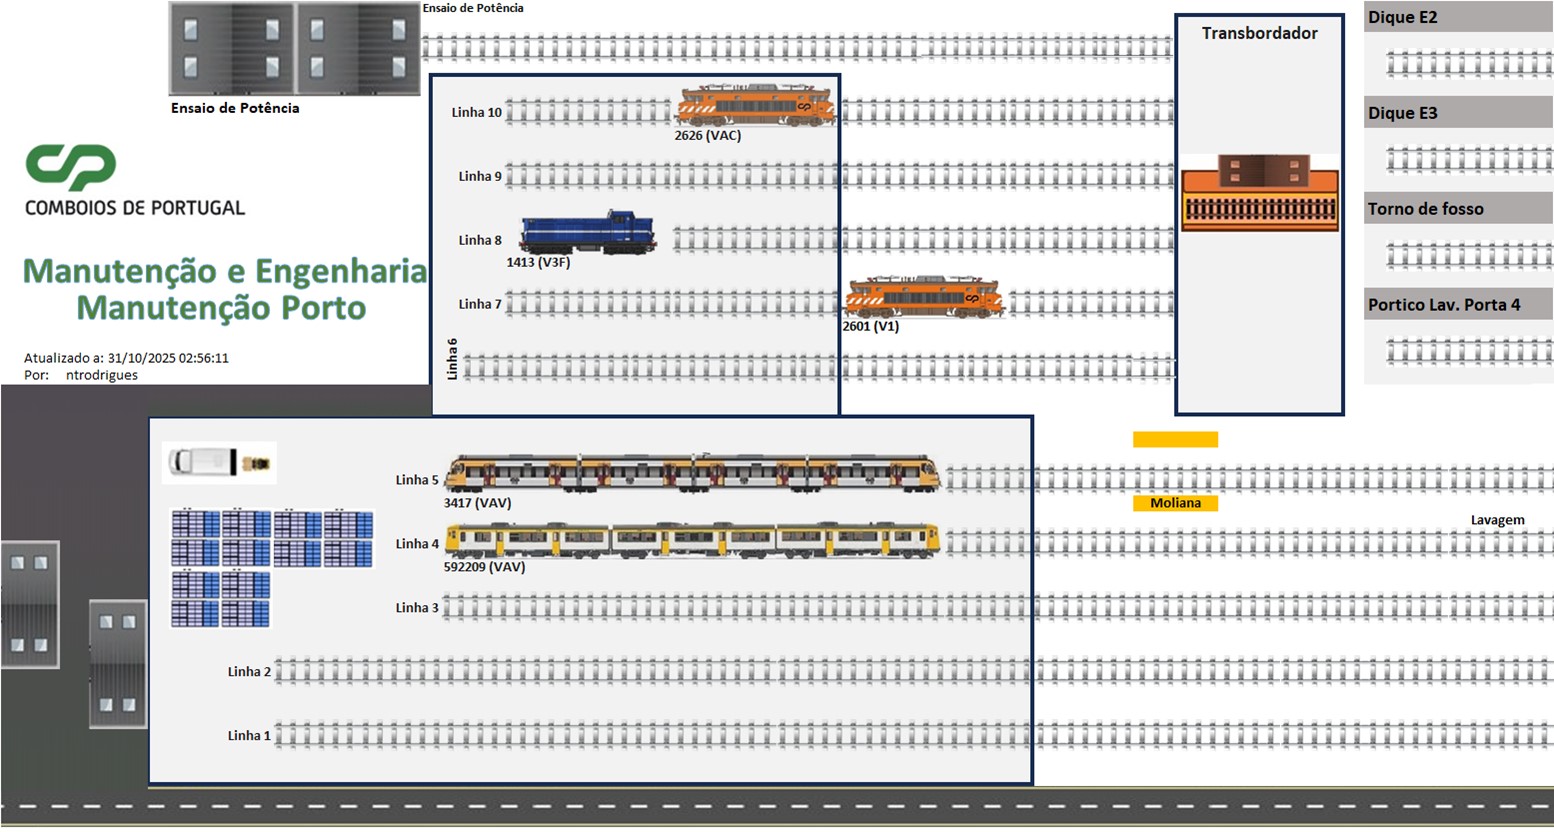 Ensaio de Potência
Ensaio de Potência
Transbordador
Dique E2
Dique E3
Torno de fosso
Portico Lav. Porta 4
cp
COMBOIOS DE PORTUGAL
Manutenção e Engenharia
Manutenção Porto
Atualizado a: 31/10/2025 02:56:11
Por: ntrodrigues
Linha 10
CP
2626 (VAC)
Linha 9
Linha 8
1413 (V3F)
Linha 7
CP
2601 (V1)
Linha 6
Linha 5
3417 (VAV)
Moliana
Lavagem
Linha 4
592209 (VAV)
Linha 3
Linha 2
Linha 1